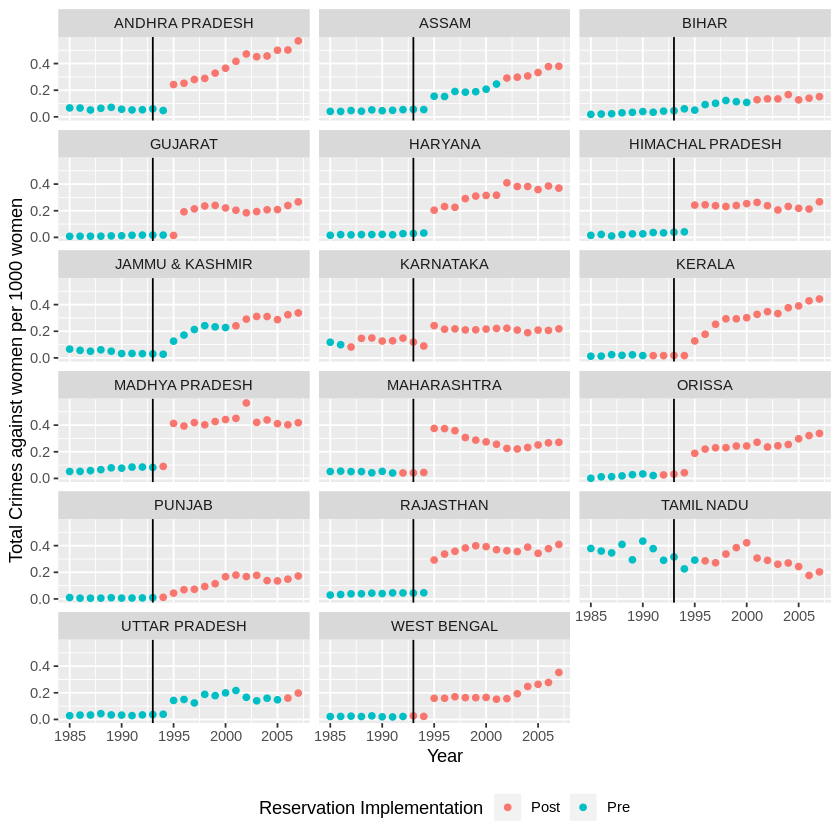 ANDHRA PRADESH ASSAM BIHAR
0.4
0.2
0.0
GUJARAT HARYANA HIMACHAL PRADESH
0.4
0.2
0.0
JAMMU & KASHMIR KARNATAKA KERALA
0.4
0.2
0.0
MADHYA PRADESH MAHARASHTRA ORISSA
0.4
0.2
0.0
PUNJAB RAJASTHAN TAMIL NADU
0.4
0.2
0.0
1985 1990 1995 2000 2005
UTTAR PRADESH WEST BENGAL
0.4
0.2
0.0
1985 1990 1995 2000 2005 1985 1990 1995 2000 2005
Total Crimes against women per 1000 women
Year
Reservation Implementation Post Pre